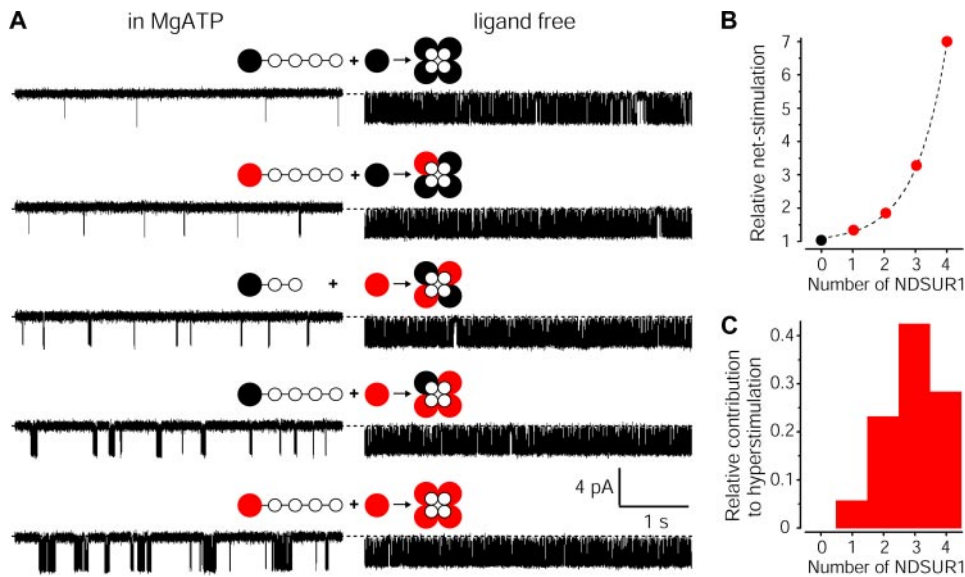 A
in MgATP
ligand free
+
+
+
+
+
4 pA
1 s
B
Relative net-stimulation
7
6
5
4
3
2
1
0 1 2 3 4
Number of NDSUR1
C
Relative contribution
to hyperstimulation
0.4
0.3
0.2
0.1
0
0 1 2 3 4
Number of NDSUR1